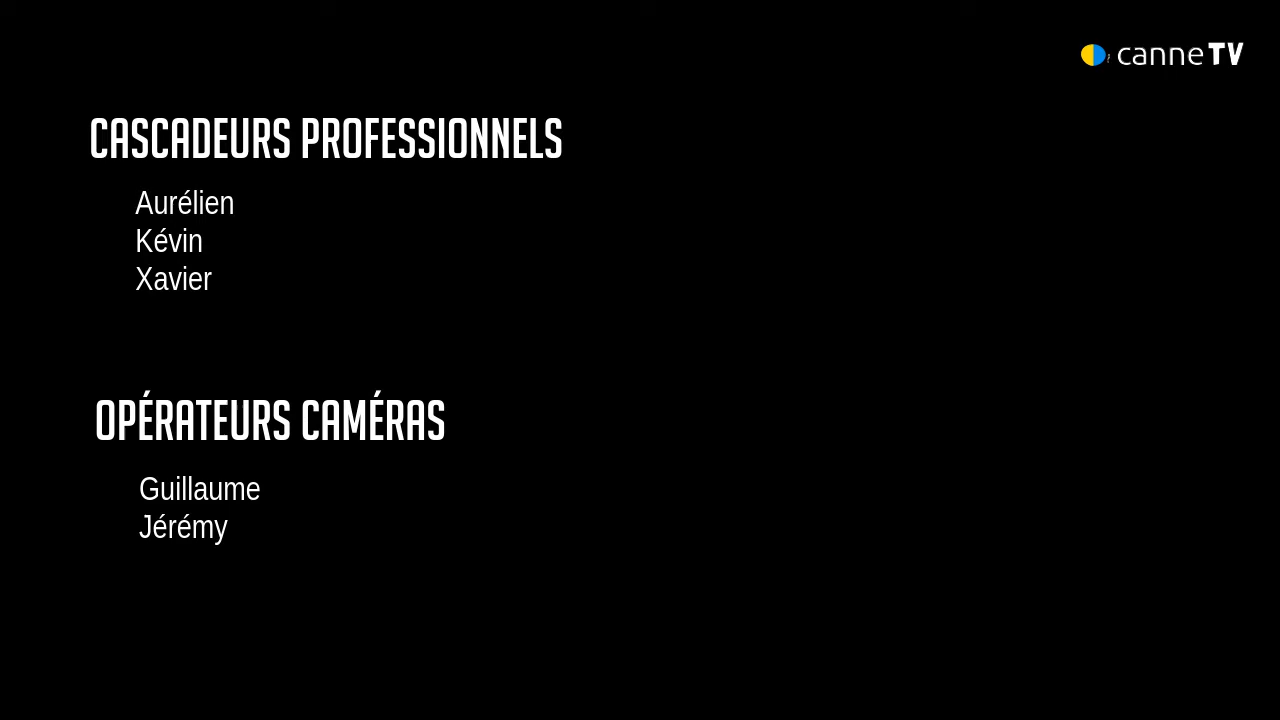 canneTV
CASCADEURS PROFESSIONNELS
Aurélien
Kévin
Xavier
OPÉRATEURS CAMÉRAS
Guillaume
Jérémy